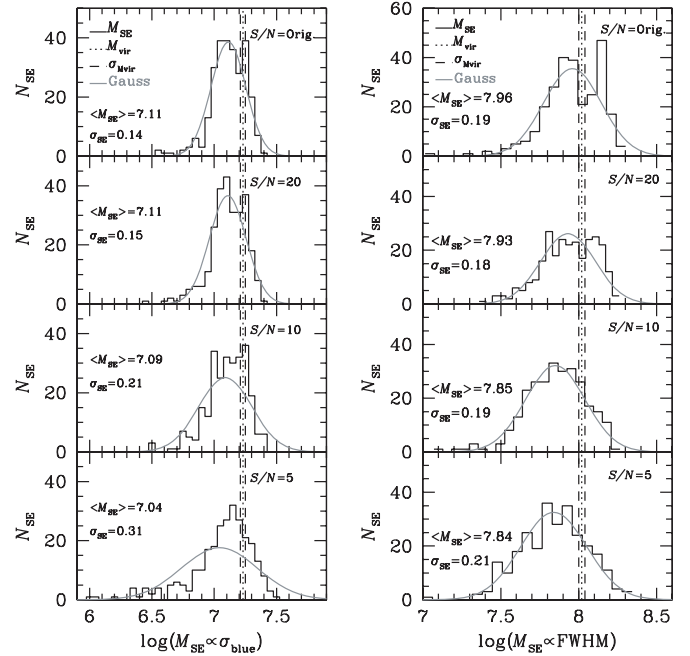 M_SE
M_vir
σ_Mvir
Gauss
S/N=Orig
<M_SE>=7.11
σ_SE=0.14
N_SE
0
20
40
S/N=20
<M_SE>=7.11
σ_SE=0.15
N_SE
0
20
40
S/N=10
<M_SE>=7.09
σ_SE=0.21
N_SE
0
20
40
S/N=5
<M_SE>=7.04
σ_SE=0.31
N_SE
0
20
40
6 6.5 7 7.5
log(M_SE∝σ_blue)
M_SE
M_vir
σ_Mvir
Gauss
S/N=Orig
<M_SE>=7.96
σ_SE=0.19
N_SE
0
20
40
60
S/N=20
<M_SE>=7.93
σ_SE=0.18
N_SE
0
20
40
S/N=10
<M_SE>=7.85
σ_SE=0.19
N_SE
0
20
40
S/N=5
<M_SE>=7.84
σ_SE=0.21
N_SE
0
20
40
7 7.5 8 8.5
log(M_SE∝FWHM)